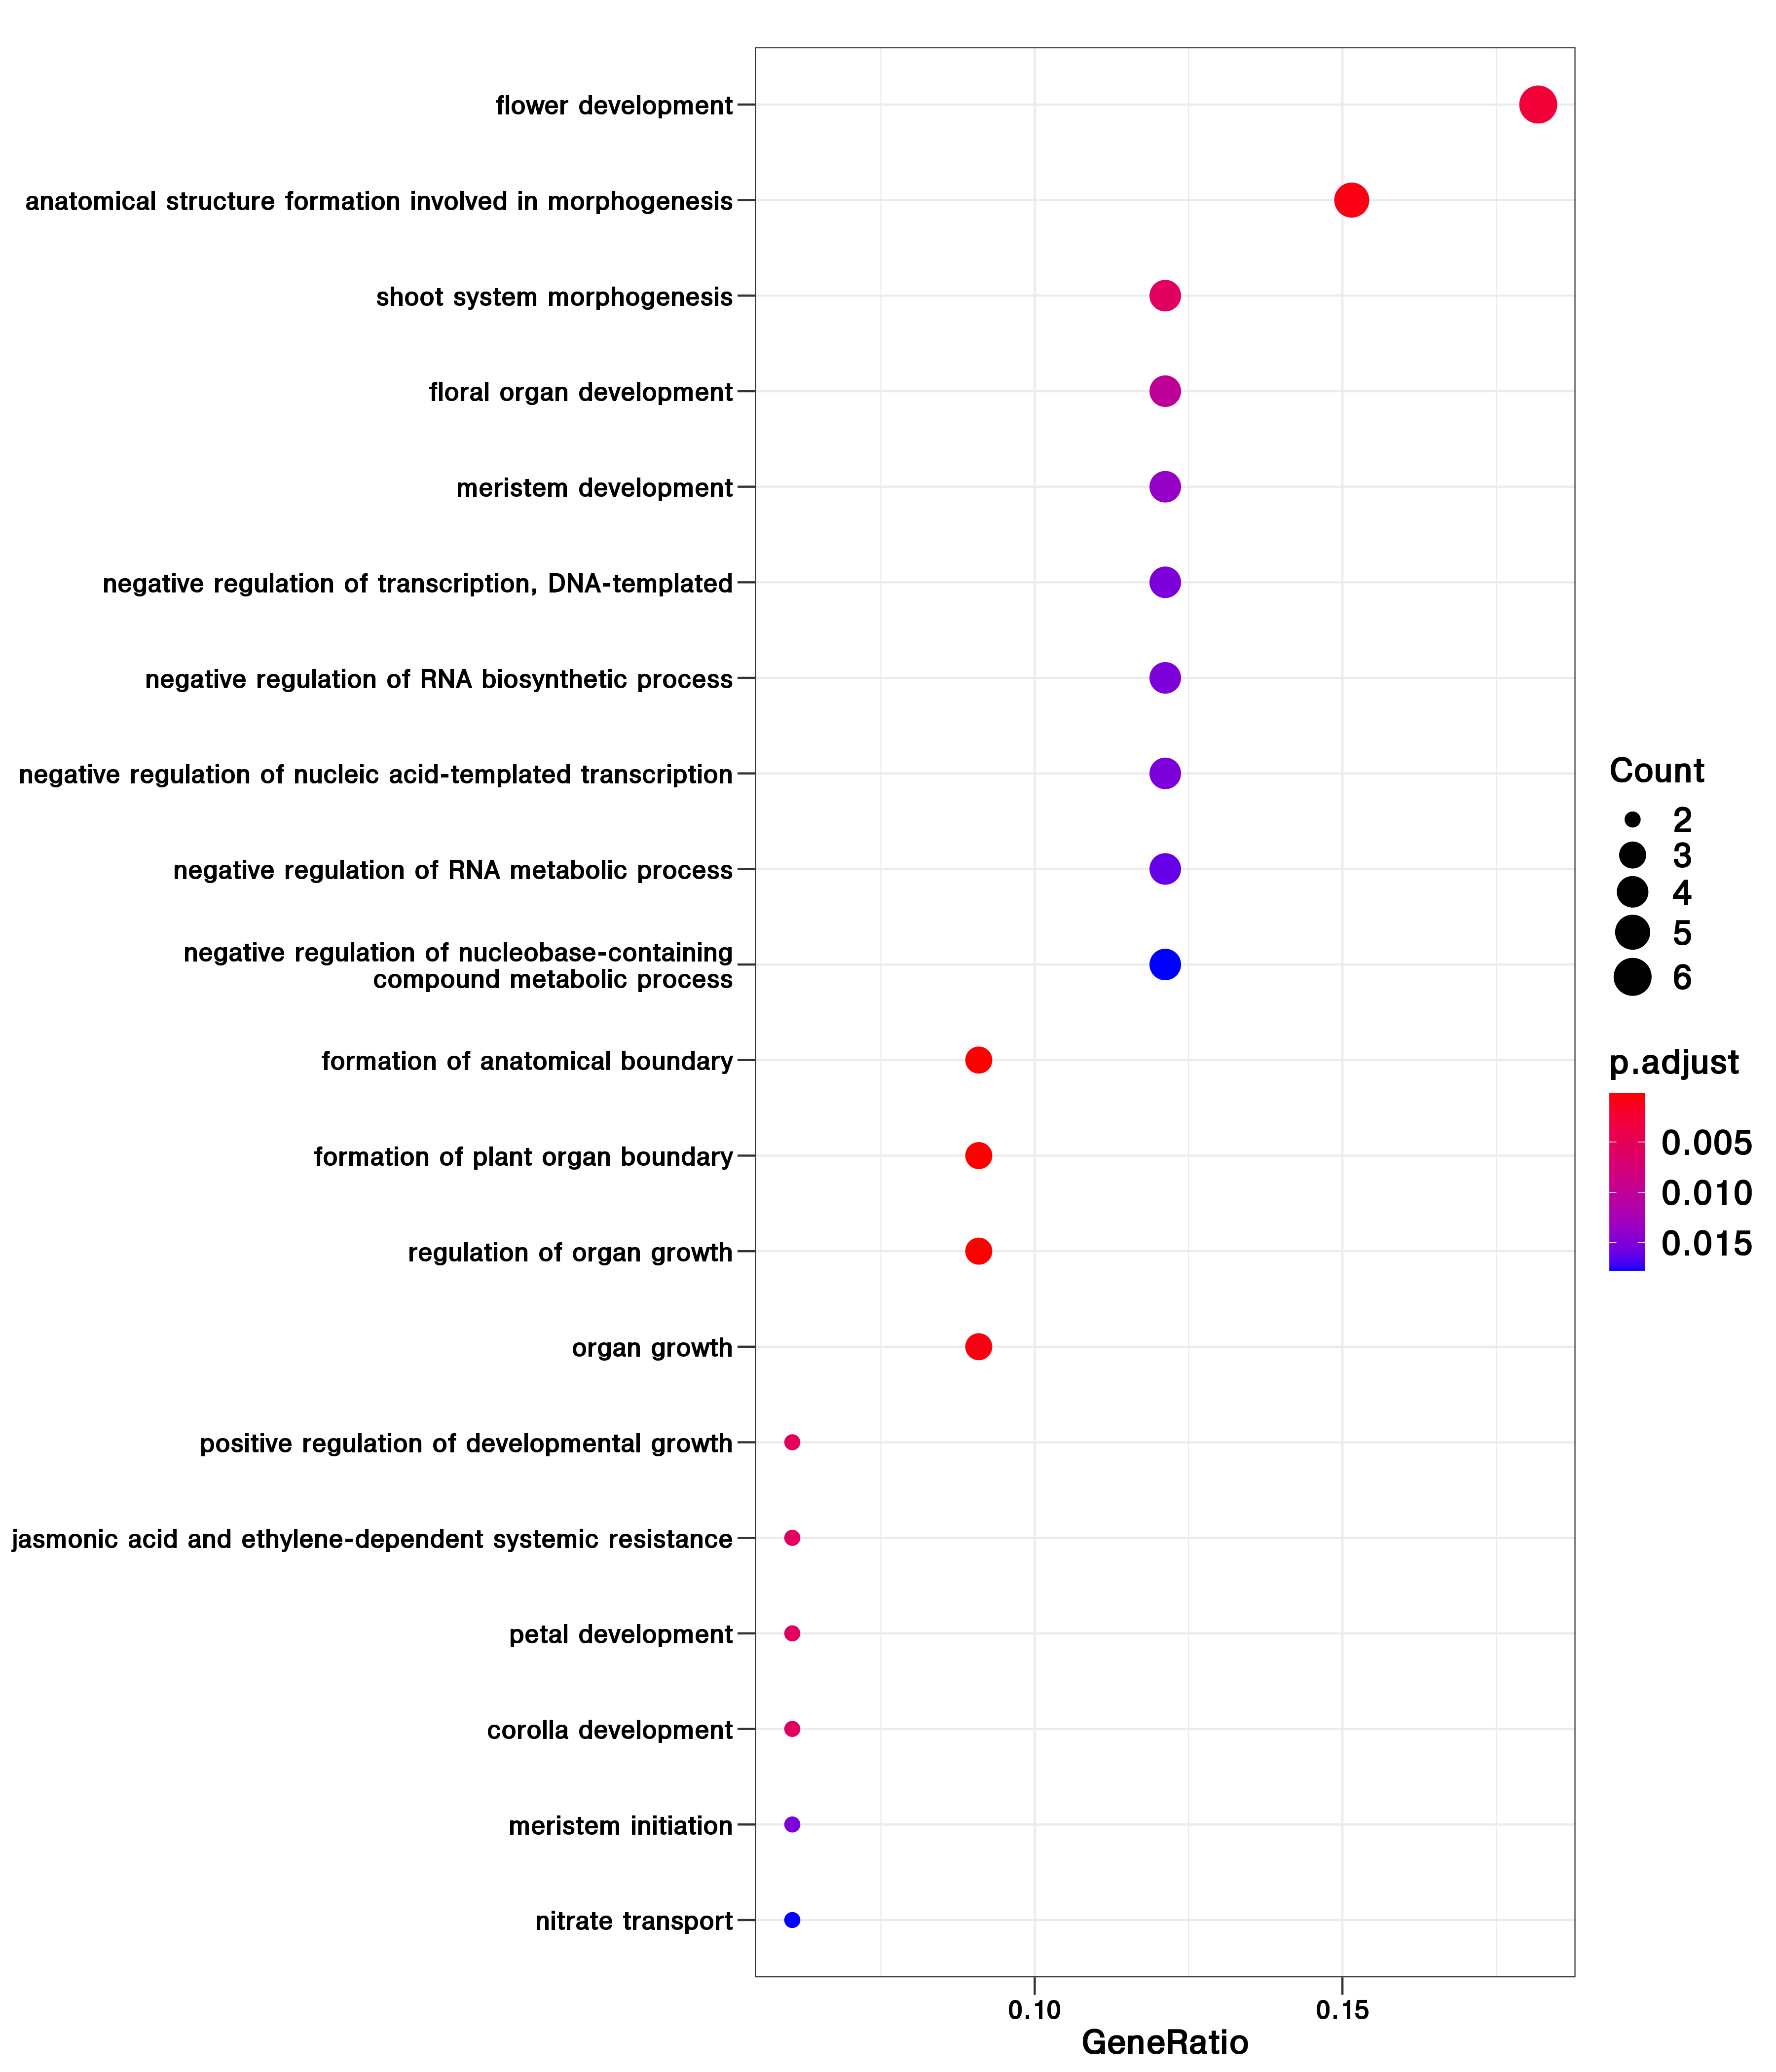 flower development
anatomical structure formation involved in morphogenesis
shoot system morphogenesis
floral organ development
meristem development
negative regulation of transcription, DNA-templated
negative regulation of RNA biosynthetic process
negative regulation of nucleic acid-templated transcription
negative regulation of RNA metabolic process
negative regulation of nucleobase-containing
compound metabolic process
formation of anatomical boundary
formation of plant organ boundary
regulation of organ growth
organ growth
positive regulation of developmental growth
jasmonic acid and ethylene-dependent systemic resistance
petal development
corolla development
meristem initiation
nitrate transport
0.10 0.15
GeneRatio
Count
2
3
4
5
6
p.adjust
0.005
0.010
0.015